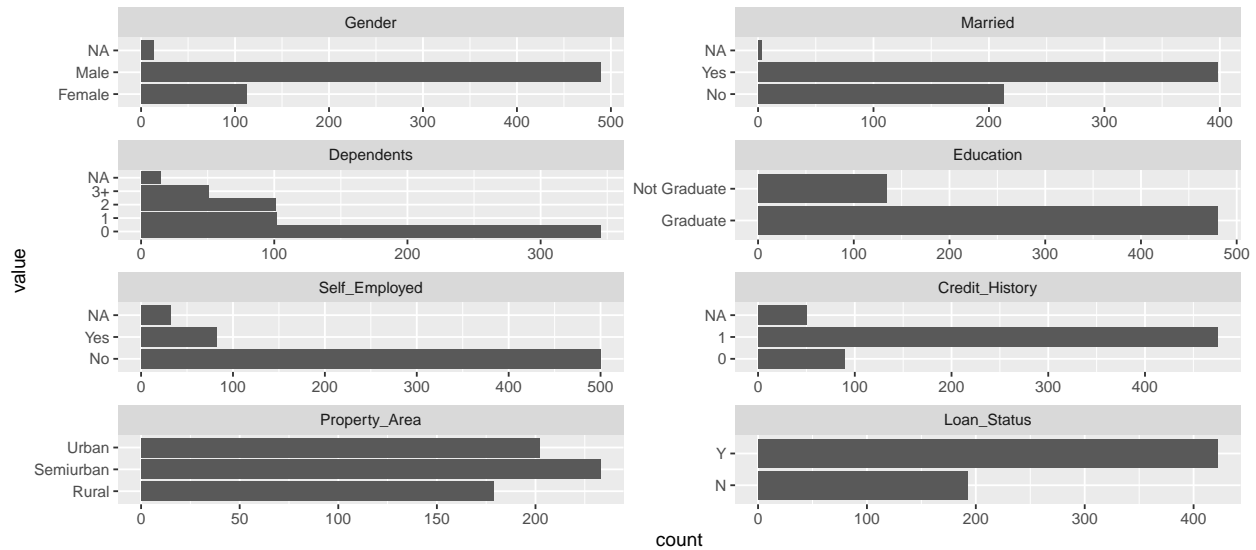 Gender
NA
Male
Female
0 100 200 300 400 500
Married
NA
Yes
No
0 100 200 300 400
Dependents
NA
3+
2
1
0
0 100 200 300
Education
Not Graduate
Graduate
0 100 200 300 400 500
Self_Employed
NA
Yes
No
0 100 200 300 400 500
Credit_History
NA
1
0
0 100 200 300 400
Property_Area
Urban
Semiurban
Rural
0 50 100 150 200
Loan_Status
Y
N
0 100 200 300 400
value
count